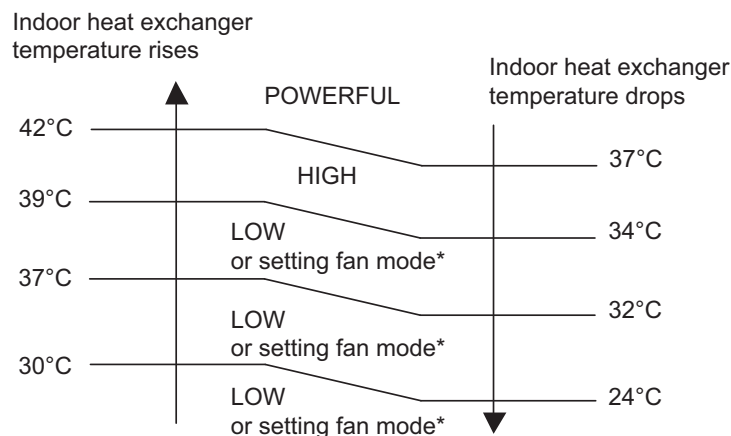 Indoor heat exchanger
temperature rises
Indoor heat exchanger
temperature drops
POWERFUL
42°C
37°C
HIGH
39°C
34°C
LOW
or setting fan mode*
37°C
32°C
LOW
or setting fan mode*
30°C
24°C
LOW
or setting fan mode*